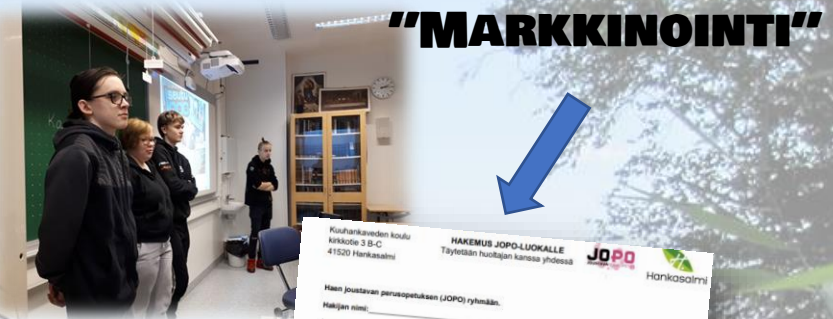 "MARKKINOINTI"
Kuuhankaveden koulu
kirkkotie 3 B-C
41520 Hankasalmi
HAKEMUS JOPO-LUOKALLE
Täytetään huoltajan kanssa yhdessä
JOPO
Hankasalmi
Haen joustavan perusopetuksen (JOPO) ryhmään.
Hakijan nimi: